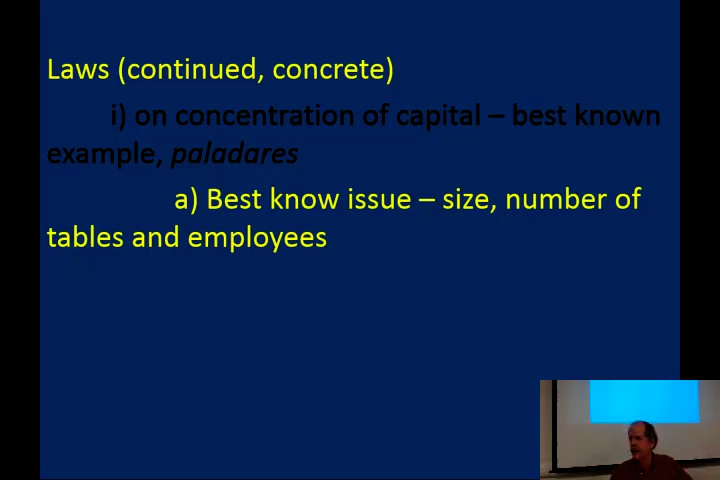 Laws (continued, concrete)
i) on concentration of capital – best known
example, paladares
a) Best know issue – size, number of
tables and employees